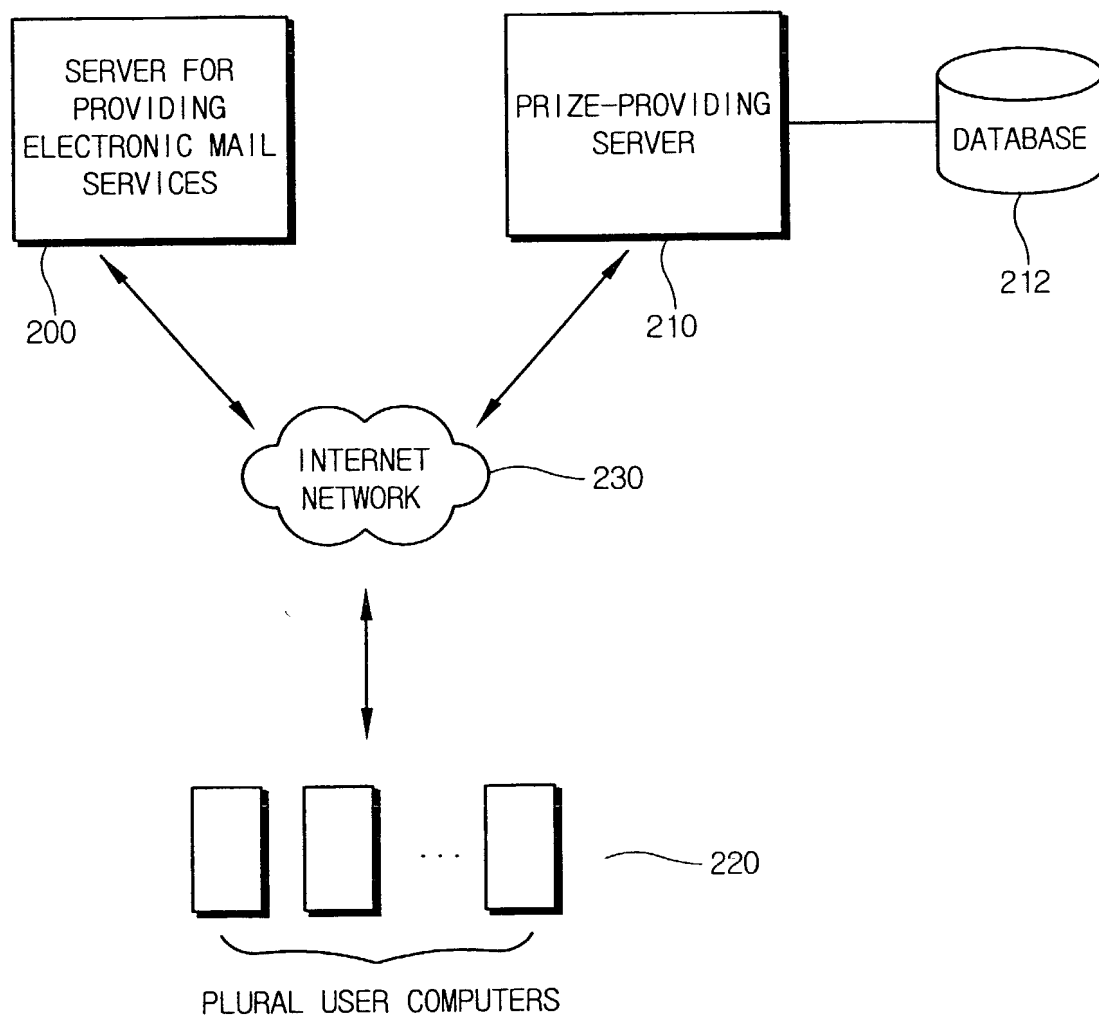 SERVER FOR
PROVIDING
ELECTRONIC MAIL
SERVICES
PRIZE-PROVIDING
SERVER
DATABASE
200
210
212
INTERNET
NETWORK
230
...
220
PLURAL USER COMPUTERS